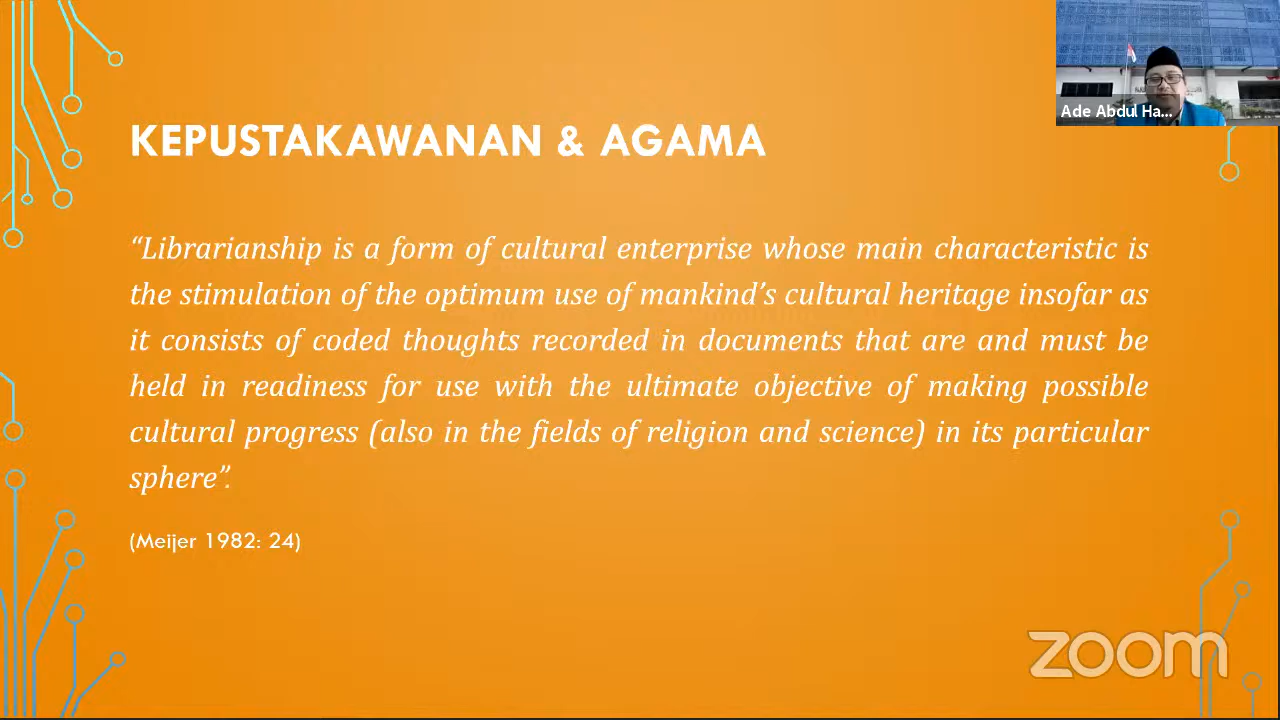 Ade Abdul Ha...
KEPUSTAKAWANAN & AGAMA
“Librarianship is a form of cultural enterprise whose main characteristic is
the stimulation of the optimum use of mankind’s cultural heritage insofar as
it consists of coded thoughts recorded in documents that are and must be
held in readiness for use with the ultimate objective of making possible
cultural progress (also in the fields of religion and science) in its particular
sphere”.
(Meijer 1982: 24)
zoom